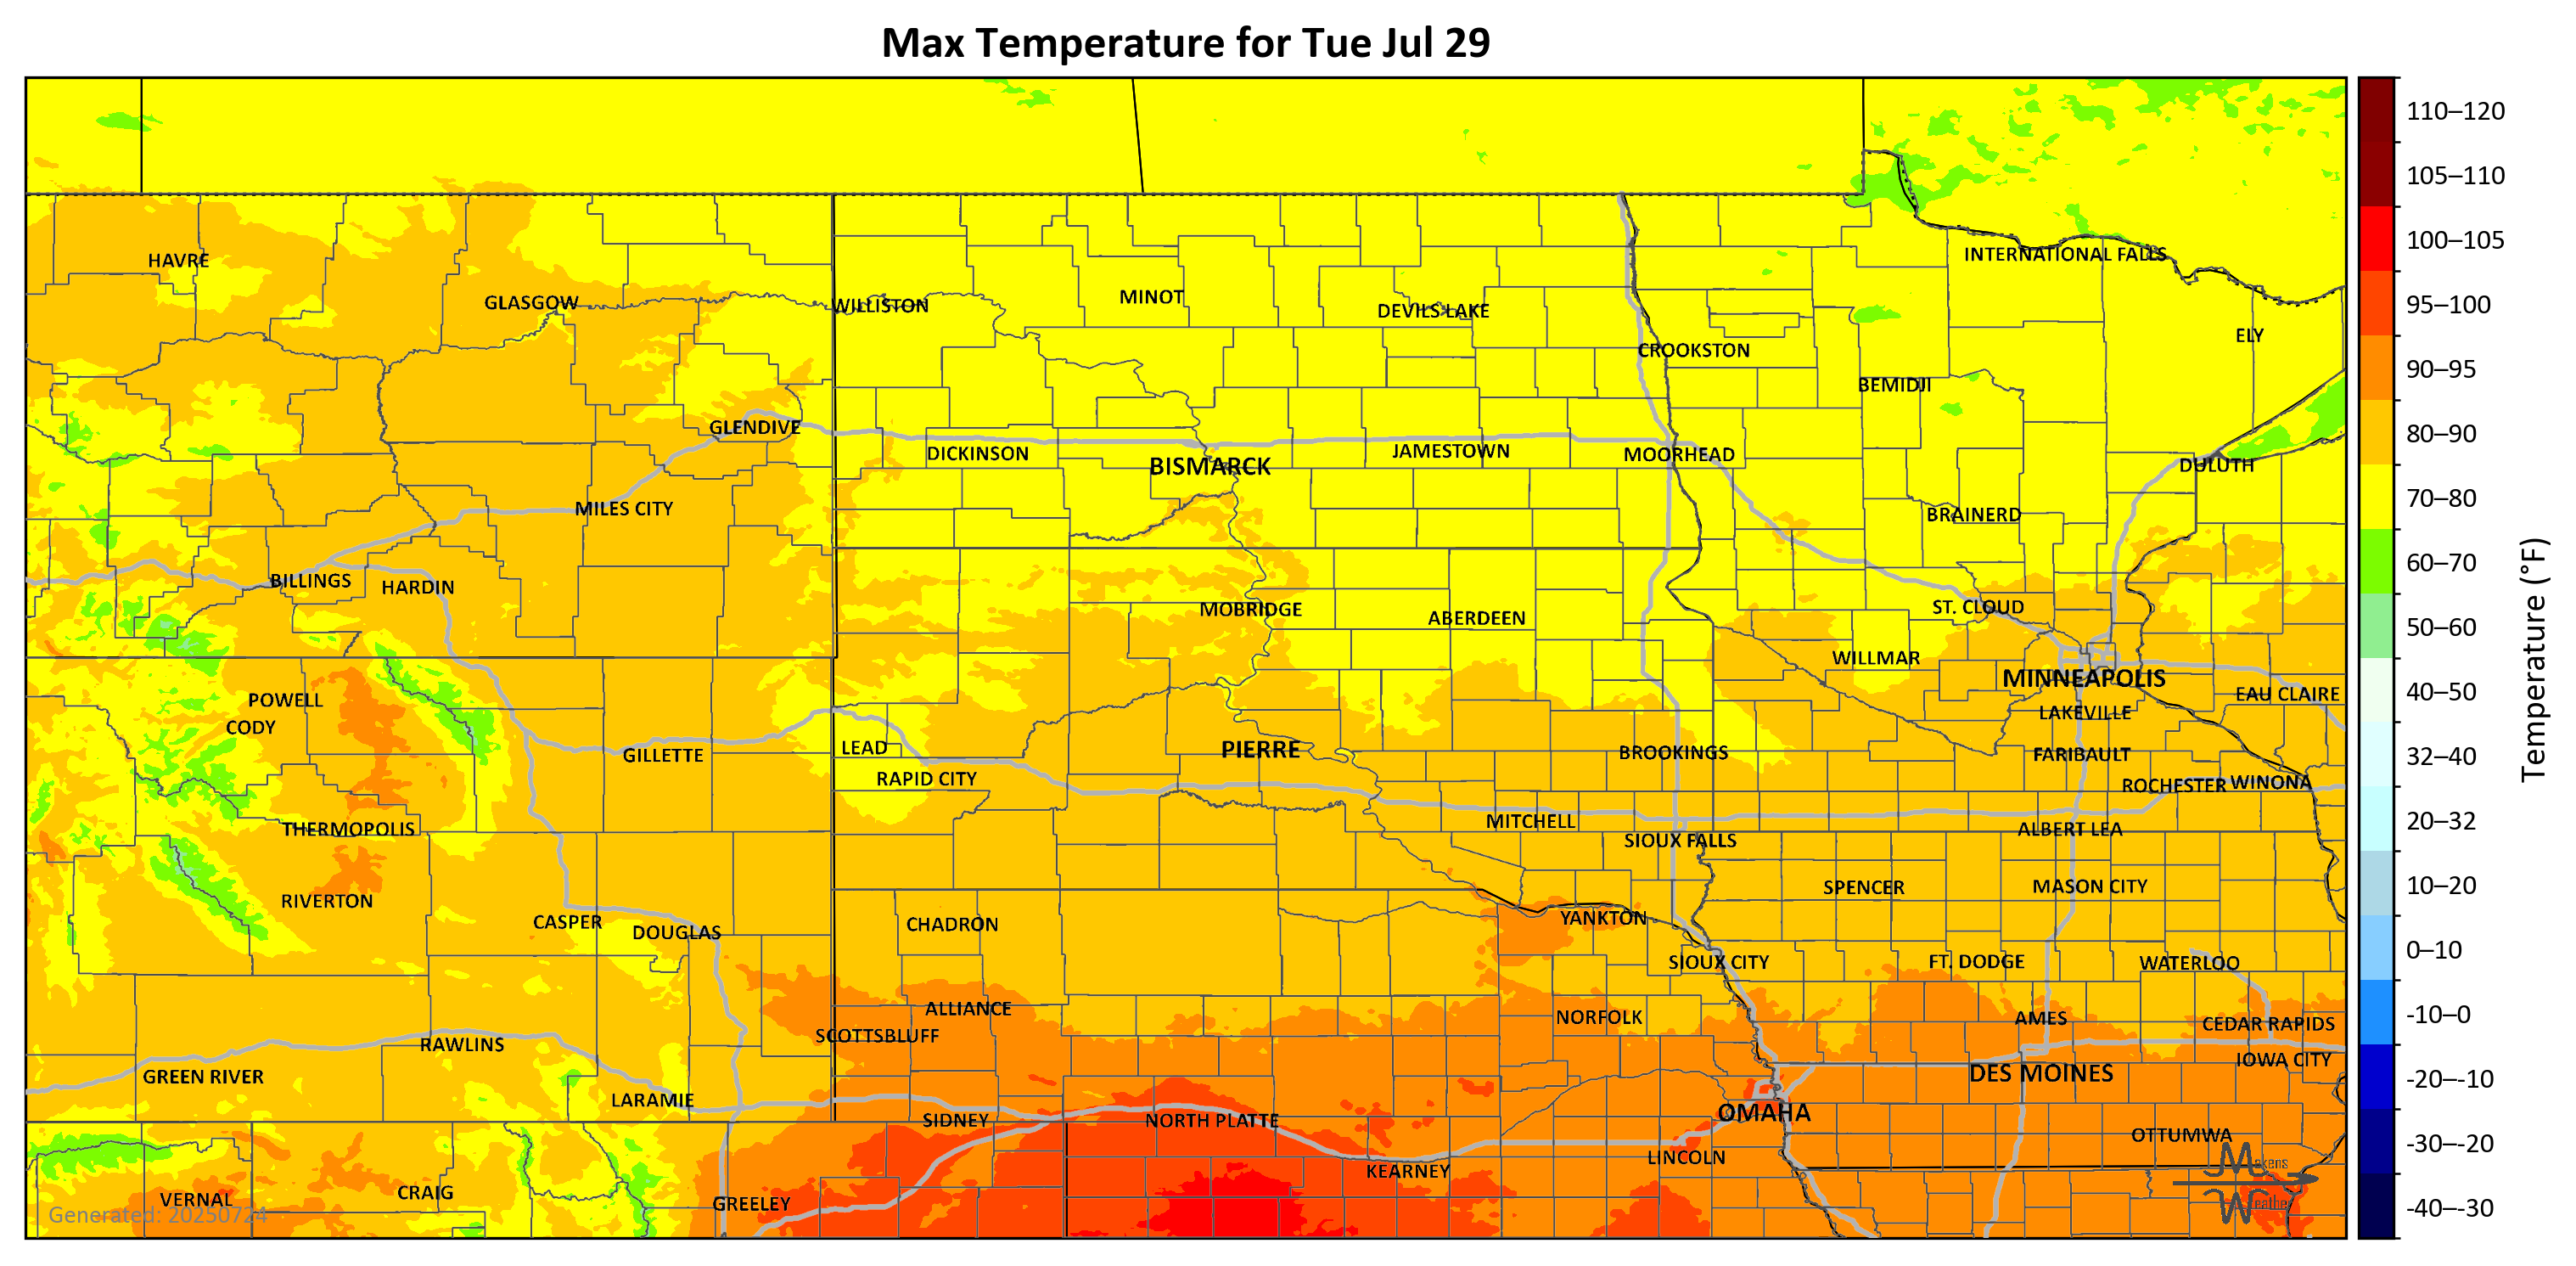 Max Temperature for Tue Jul 29
HAVRE
GLASGOW
WILLISTON
MINOT
DEVILS LAKE
CROOKSTON
INTERNATIONAL FALLS
ELY
BEMIDJI
GLENDIVE
DICKINSON
BISMARCK
JAMESTOWN
MOORHEAD
DULUTH
MILES CITY
BRAINERD
BILLINGS
HARDIN
MOBRIDGE
ABERDEEN
ST. CLOUD
WILLMAR
MINNEAPOLIS
EAU CLAIRE
POWELL
CODY
LAKEVILLE
GILLETTE
LEAD
PIERRE
BROOKINGS
FARIBAULT
RAPID CITY
ROCHESTER
WINONA
THERMOPOLIS
MITCHELL
SIOUX FALLS
ALBERT LEA
RIVERTON
SPENCER
MASON CITY
CASPER
DOUGLAS
CHADRON
YANKTON
SIOUX CITY
FT. DODGE
WATERLOO
ALLIANCE
NORFOLK
AMES
CEDAR RAPIDS
SCOTTSBLUFF
RAWLINS
IOWA CITY
GREEN RIVER
DES MOINES
LARAMIE
SIDNEY
NORTH PLATTE
OMAHA
OTTUMWA
LINCOLN
KEARNEY
VERNAL
CRAIG
GREELEY
Generated: 20250724
Makens
Weather
110–120
105–110
100–105
95–100
90–95
80–90
70–80
60–70
50–60
40–50
32–40
20–32
10–20
0–10
-10–0
-20–-10
-30–-20
-40–-30
Temperature (°F)